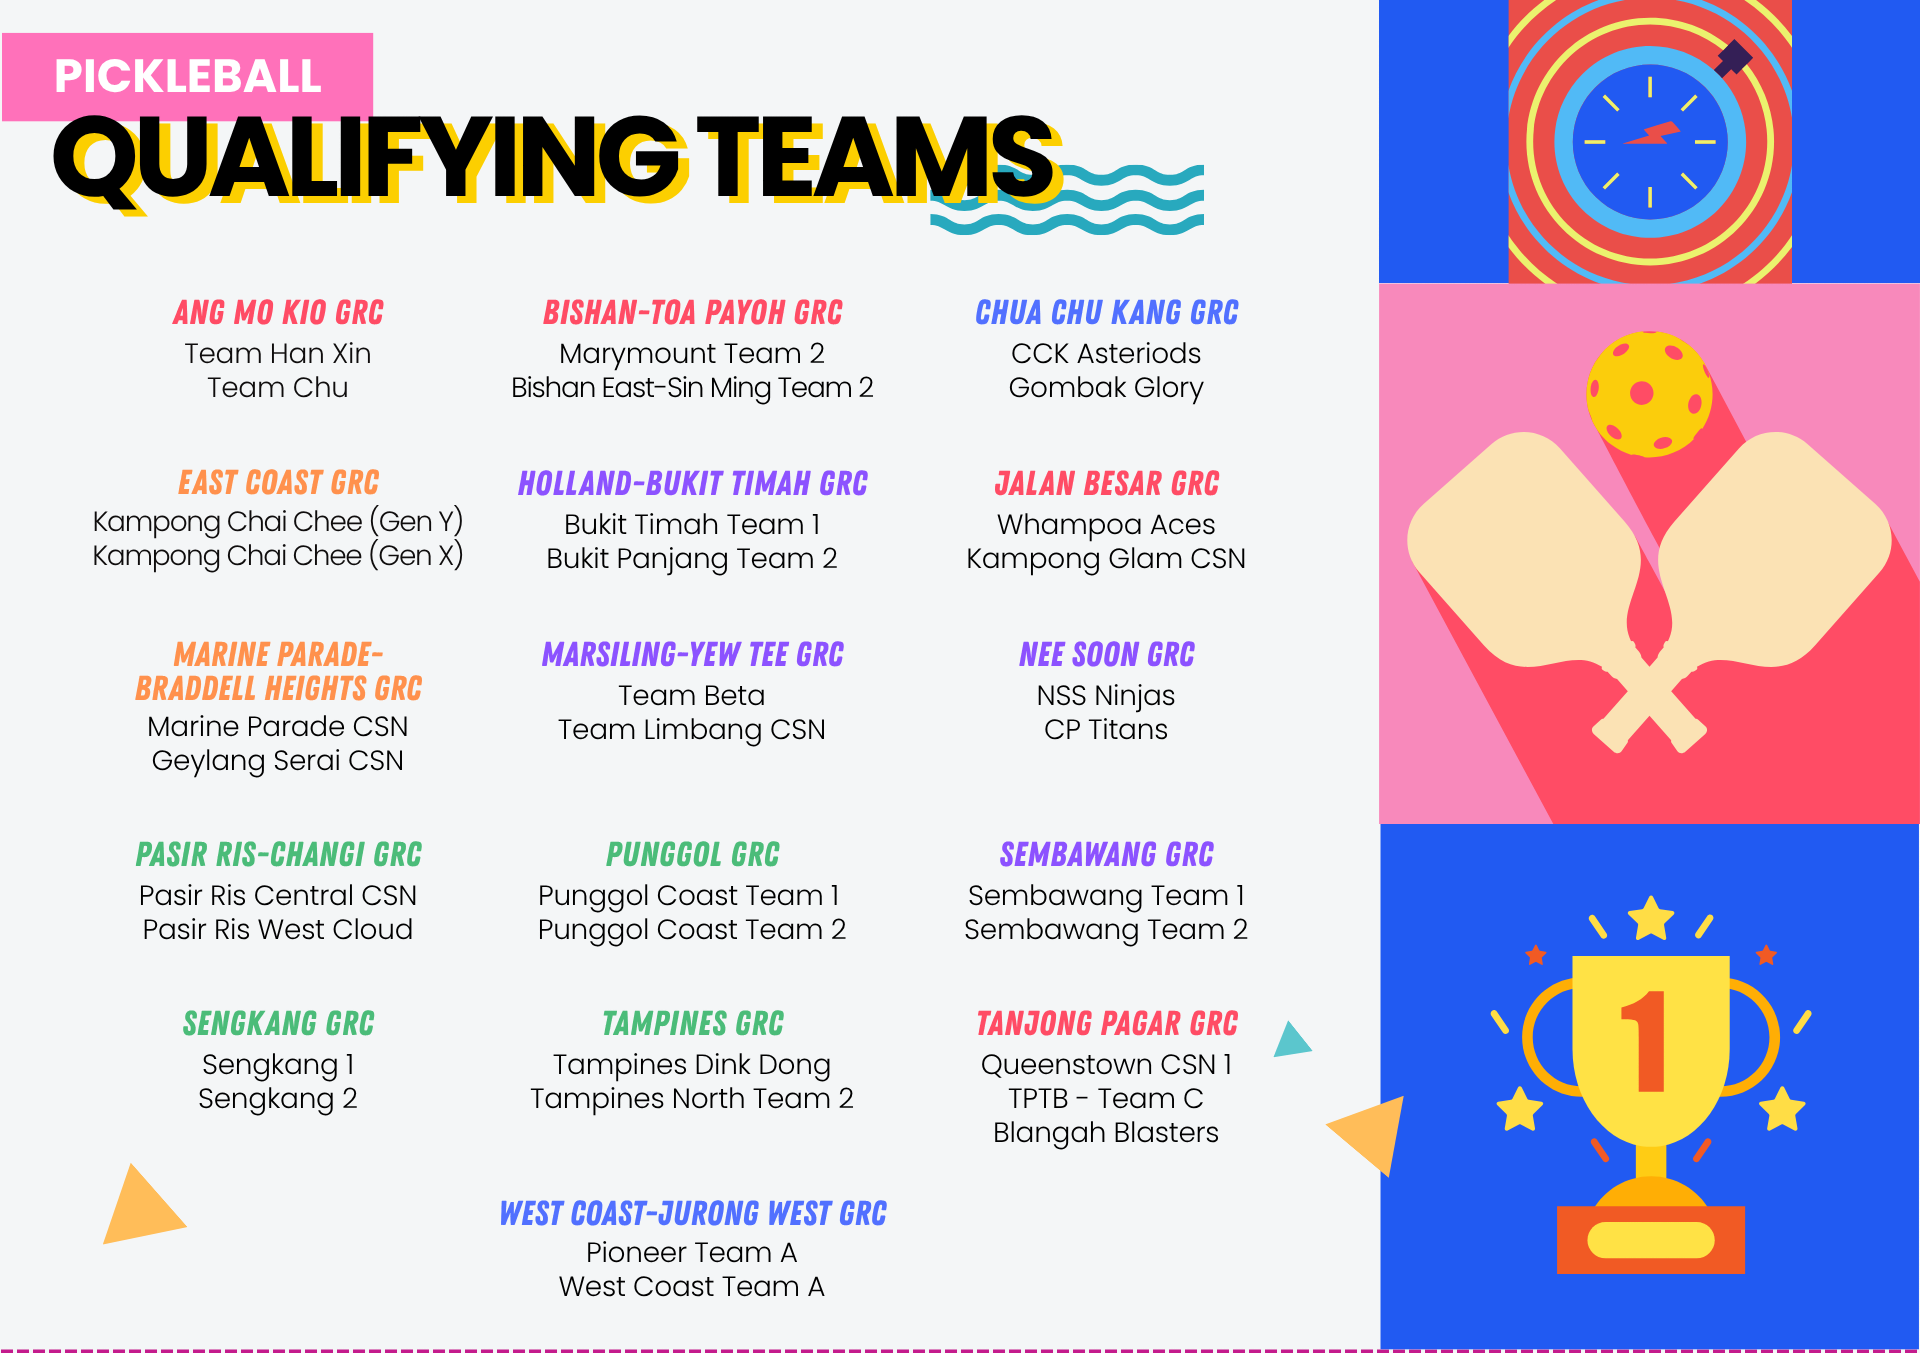 PICKLEBALL
QUALIFYING TEAMS
ANG MO KIO GRC
Team Han Xin
Team Chu
BISHAN-TOA PAYOH GRC
Marymount Team 2
Bishan East-Sin Ming Team 2
CHUA CHU KANG GRC
CCK Asteriods
Gombak Glory
EAST COAST GRC
Kampong Chai Chee (Gen Y)
Kampong Chai Chee (Gen X)
HOLLAND-BUKIT TIMAH GRC
Bukit Timah Team 1
Bukit Panjang Team 2
JALAN BESAR GRC
Whampoa Aces
Kampong Glam CSN
MARINE PARADE-
BRADDELL HEIGHTS GRC
Marine Parade CSN
Geylang Serai CSN
MARSILING-YEW TEE GRC
Team Beta
Team Limbang CSN
NEE SOON GRC
NSS Ninjas
CP Titans
PASIR RIS-CHANGI GRC
Pasir Ris Central CSN
Pasir Ris West Cloud
PUNGGOL GRC
Punggol Coast Team 1
Punggol Coast Team 2
SEMBAWANG GRC
Sembawang Team 1
Sembawang Team 2
SENGKANG GRC
Sengkang 1
Sengkang 2
TAMPINES GRC
Tampines Dink Dong
Tampines North Team 2
TANJONG PAGAR GRC
Queenstown CSN 1
TPTB - Team C
Blangah Blasters
WEST COAST-JURONG WEST GRC
Pioneer Team A
West Coast Team A
1